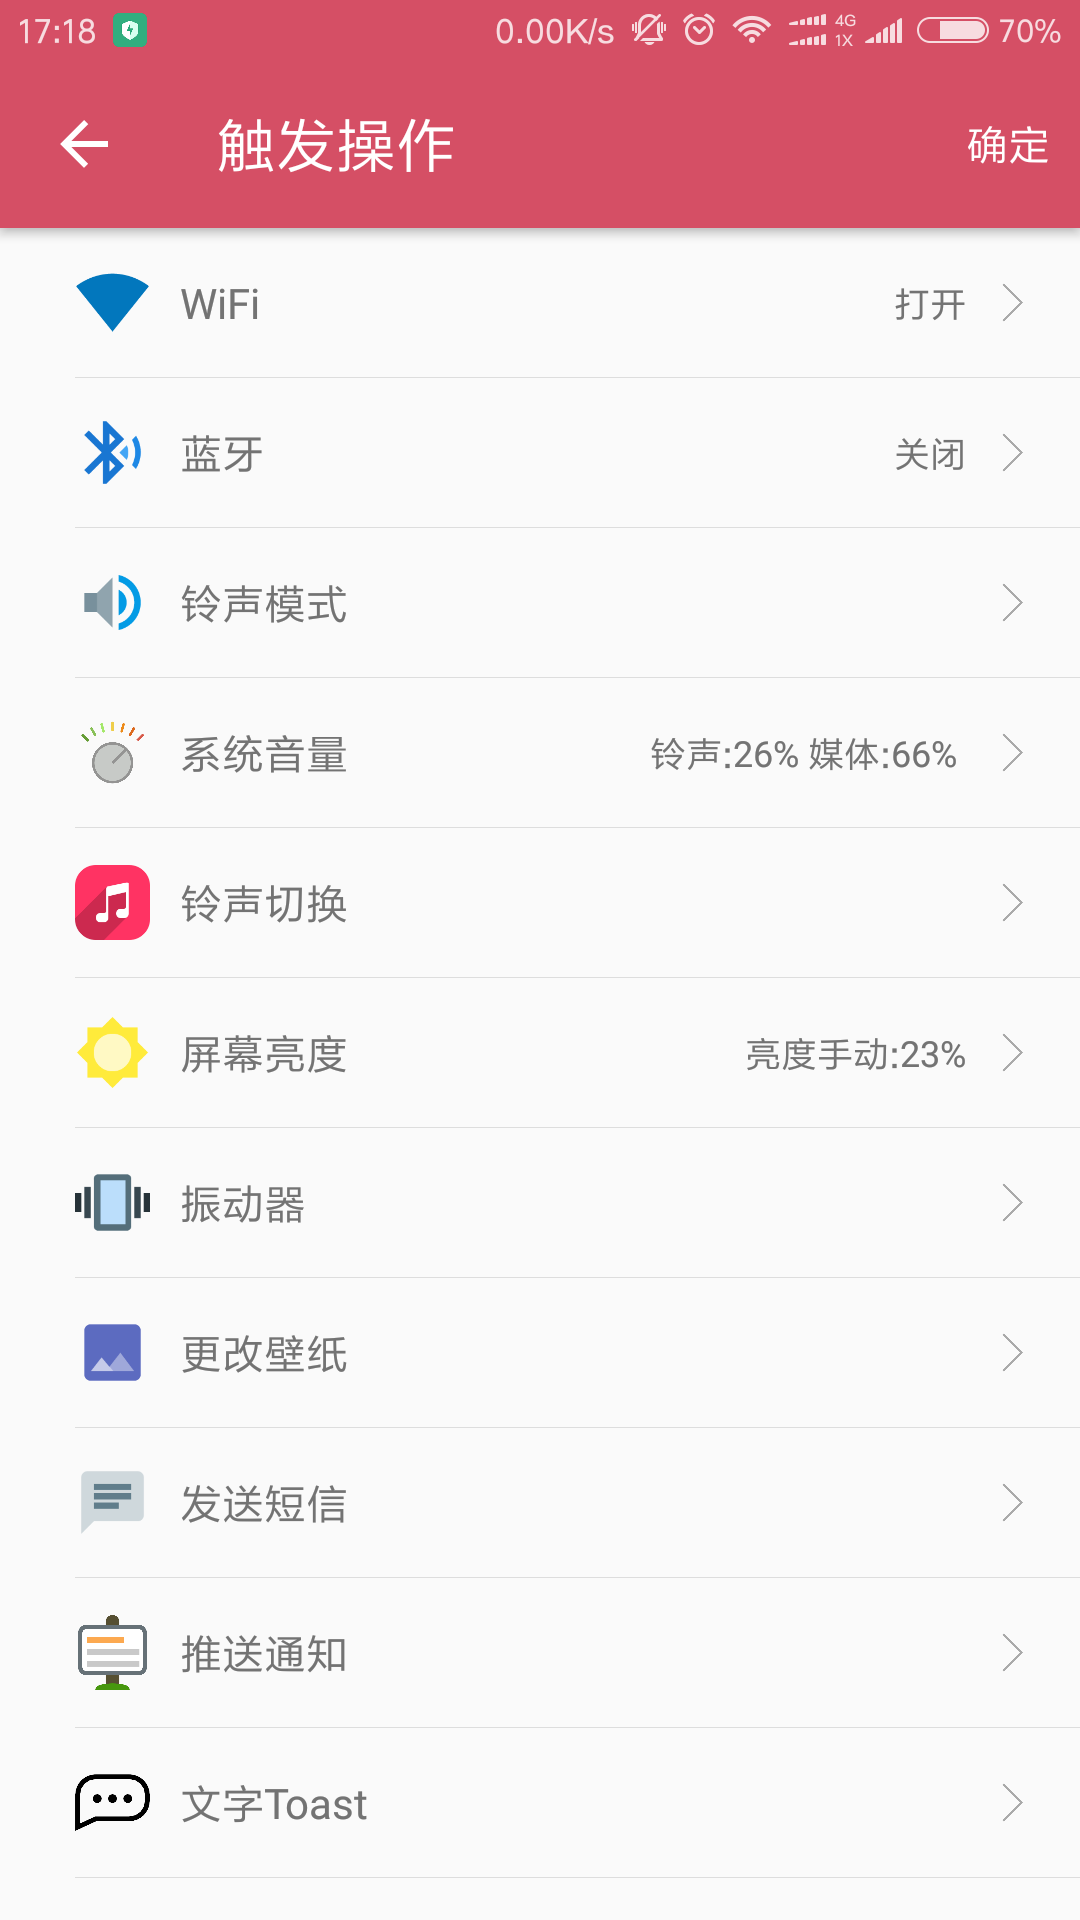 17:18 0.00K/s 4G 1X 70%
触发操作 确定
WiFi 打开
蓝牙 关闭
铃声模式
系统音量 铃声:26% 媒体:66%
铃声切换
屏幕亮度 亮度手动:23%
振动器
更改壁纸
发送短信
推送通知
文字Toast